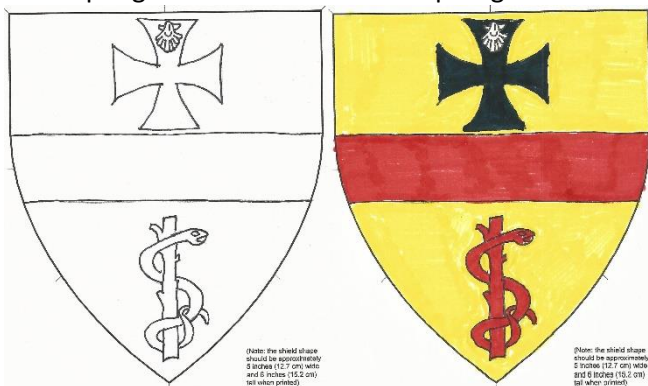 (Note: the shield shape
should be approximately
5 inches (12.7 cm) wide
and 6 inches (15.2 cm)
tall when printed)
(Note: the shield shape
should be approximately
5 inches (12.7 cm) wide
and 6 inches (15.2 cm)
tall when printed)